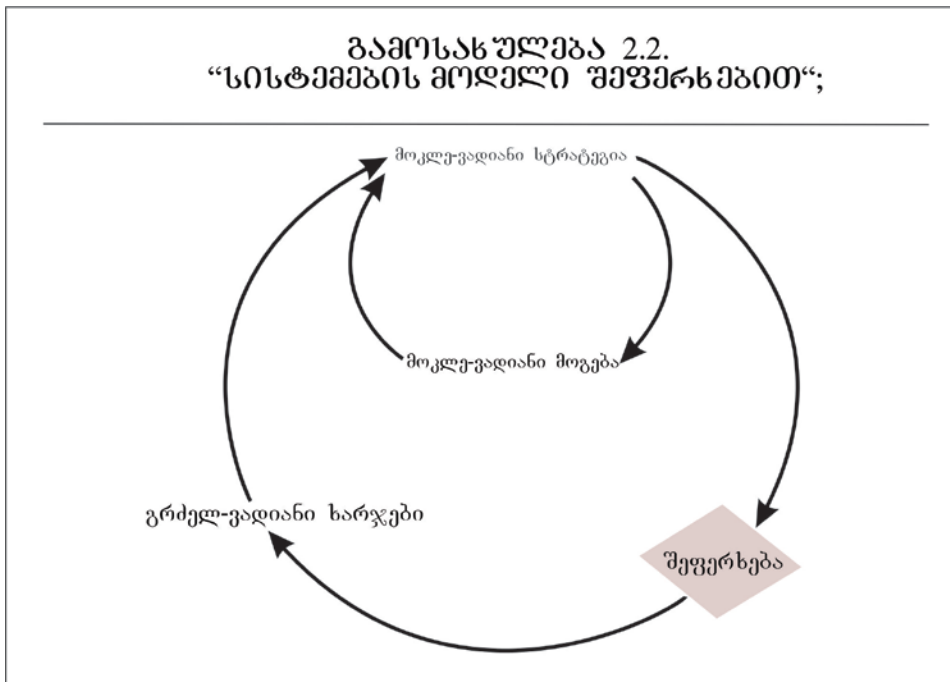 გამოსახულება 2.2.
“სისტემების მოდელი შეფერხებით“;
მოკლე-ვადიანი სტრატეგია
მოკლე-ვადიანი მოგება
გრძელ-ვადიანი ხარჯები
შეფერხება